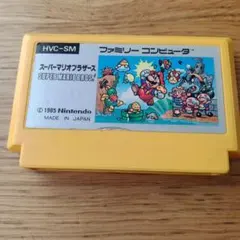 HVC-SM
ファミリー コンピュータ
スーパーマリオブラザーズ
SUPER MARIO BROS.
© 1985 Nintendo
MADE IN JAPAN